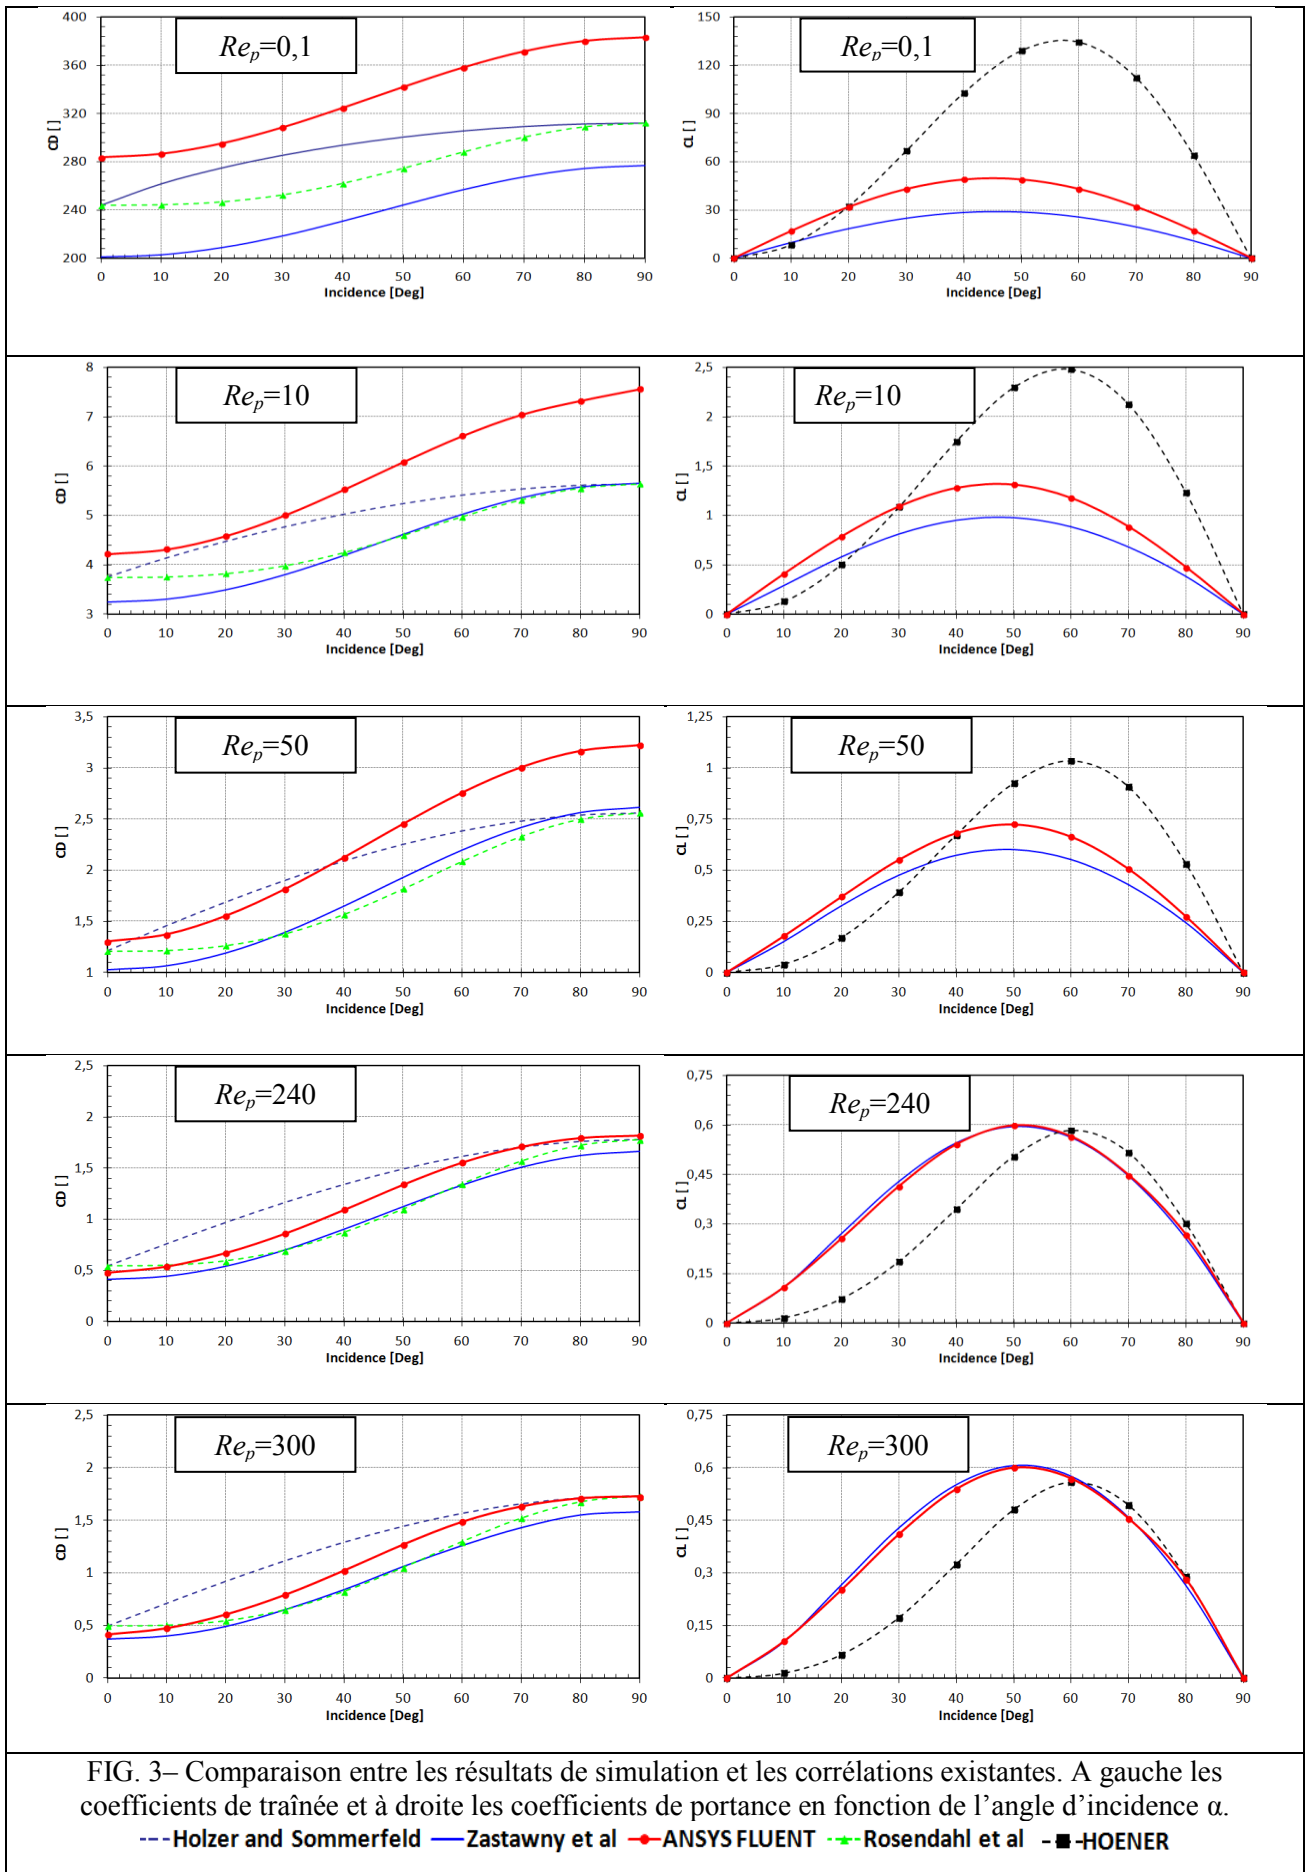 Re_p=0,1
400
360
320
280
240
200
CD [ ]
0 10 20 30 40 50 60 70 80 90
Incidence [Deg]
Re_p=0,1
150
120
90
60
30
0
CL [ ]
0 10 20 30 40 50 60 70 80 90
Incidence [Deg]
Re_p=10
8
7
6
5
4
3
CD [ ]
0 10 20 30 40 50 60 70 80 90
Incidence [Deg]
Re_p=10
2,5
2
1,5
1
0,5
0
CL [ ]
0 10 20 30 40 50 60 70 80 90
Incidence [Deg]
Re_p=50
3,5
3
2,5
2
1,5
1
CD [ ]
0 10 20 30 40 50 60 70 80 90
Incidence [Deg]
Re_p=50
1,25
1
0,75
0,5
0,25
0
CL [ ]
0 10 20 30 40 50 60 70 80 90
Incidence [Deg]
Re_p=240
2,5
2
1,5
1
0,5
0
CD [ ]
0 10 20 30 40 50 60 70 80 90
Incidence [Deg]
Re_p=240
0,75
0,6
0,45
0,3
0,15
0
CL [ ]
0 10 20 30 40 50 60 70 80 90
Incidence [Deg]
Re_p=300
2,5
2
1,5
1
0,5
0
CD [ ]
0 10 20 30 40 50 60 70 80 90
Incidence [Deg]
Re_p=300
0,75
0,6
0,45
0,3
0,15
0
CL [ ]
0 10 20 30 40 50 60 70 80 90
Incidence [Deg]
FIG. 3– Comparaison entre les résultats de simulation et les corrélations existantes. A gauche les
coefficients de traînée et à droite les coefficients de portance en fonction de l’angle d’incidence α.
Holzer and Sommerfeld Zastawny et al ANSYS FLUENT Rosendahl et al HOENER